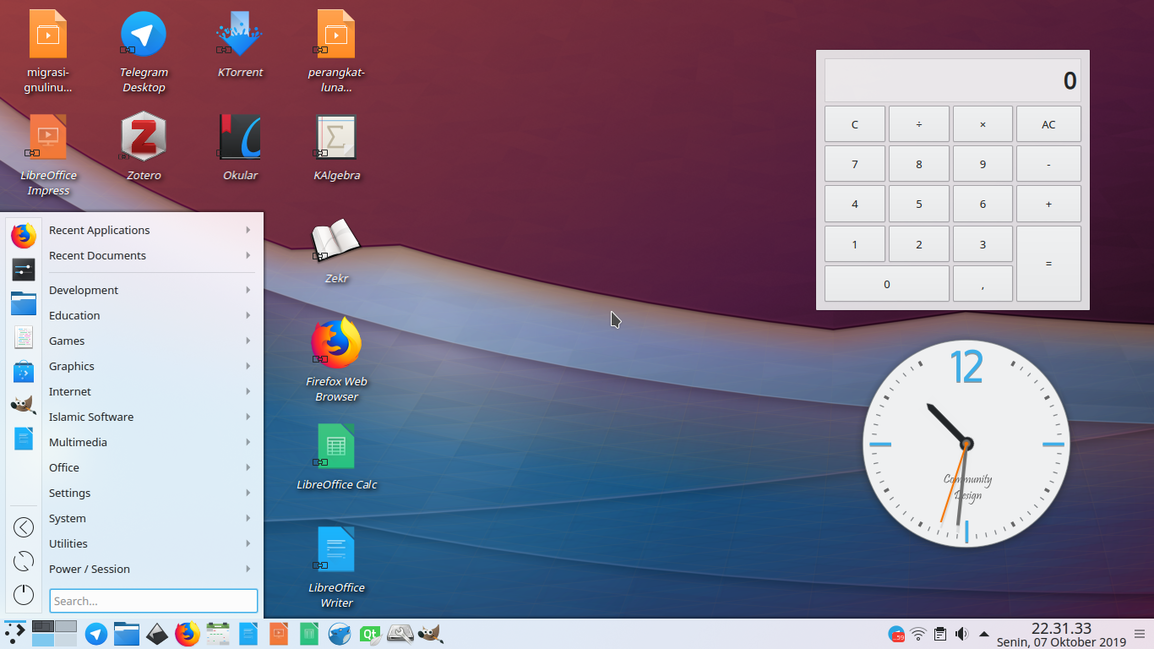 migrasi-
gnulinu...
Telegram
Desktop
KTorrent
perangkat-
luna...
LibreOffice
Impress
Zotero
Okular
KAlgebra
Zekr
Firefox Web
Browser
LibreOffice Calc
LibreOffice
Writer
Recent Applications
Recent Documents
Development
Education
Games
Graphics
Internet
Islamic Software
Multimedia
Office
Settings
System
Utilities
Power / Session
Search...
0
C ÷ × AC
7 8 9 -
4 5 6 +
1 2 3 =
0 ,
12
Community
Design
22.31.33
Senin, 07 Oktober 2019